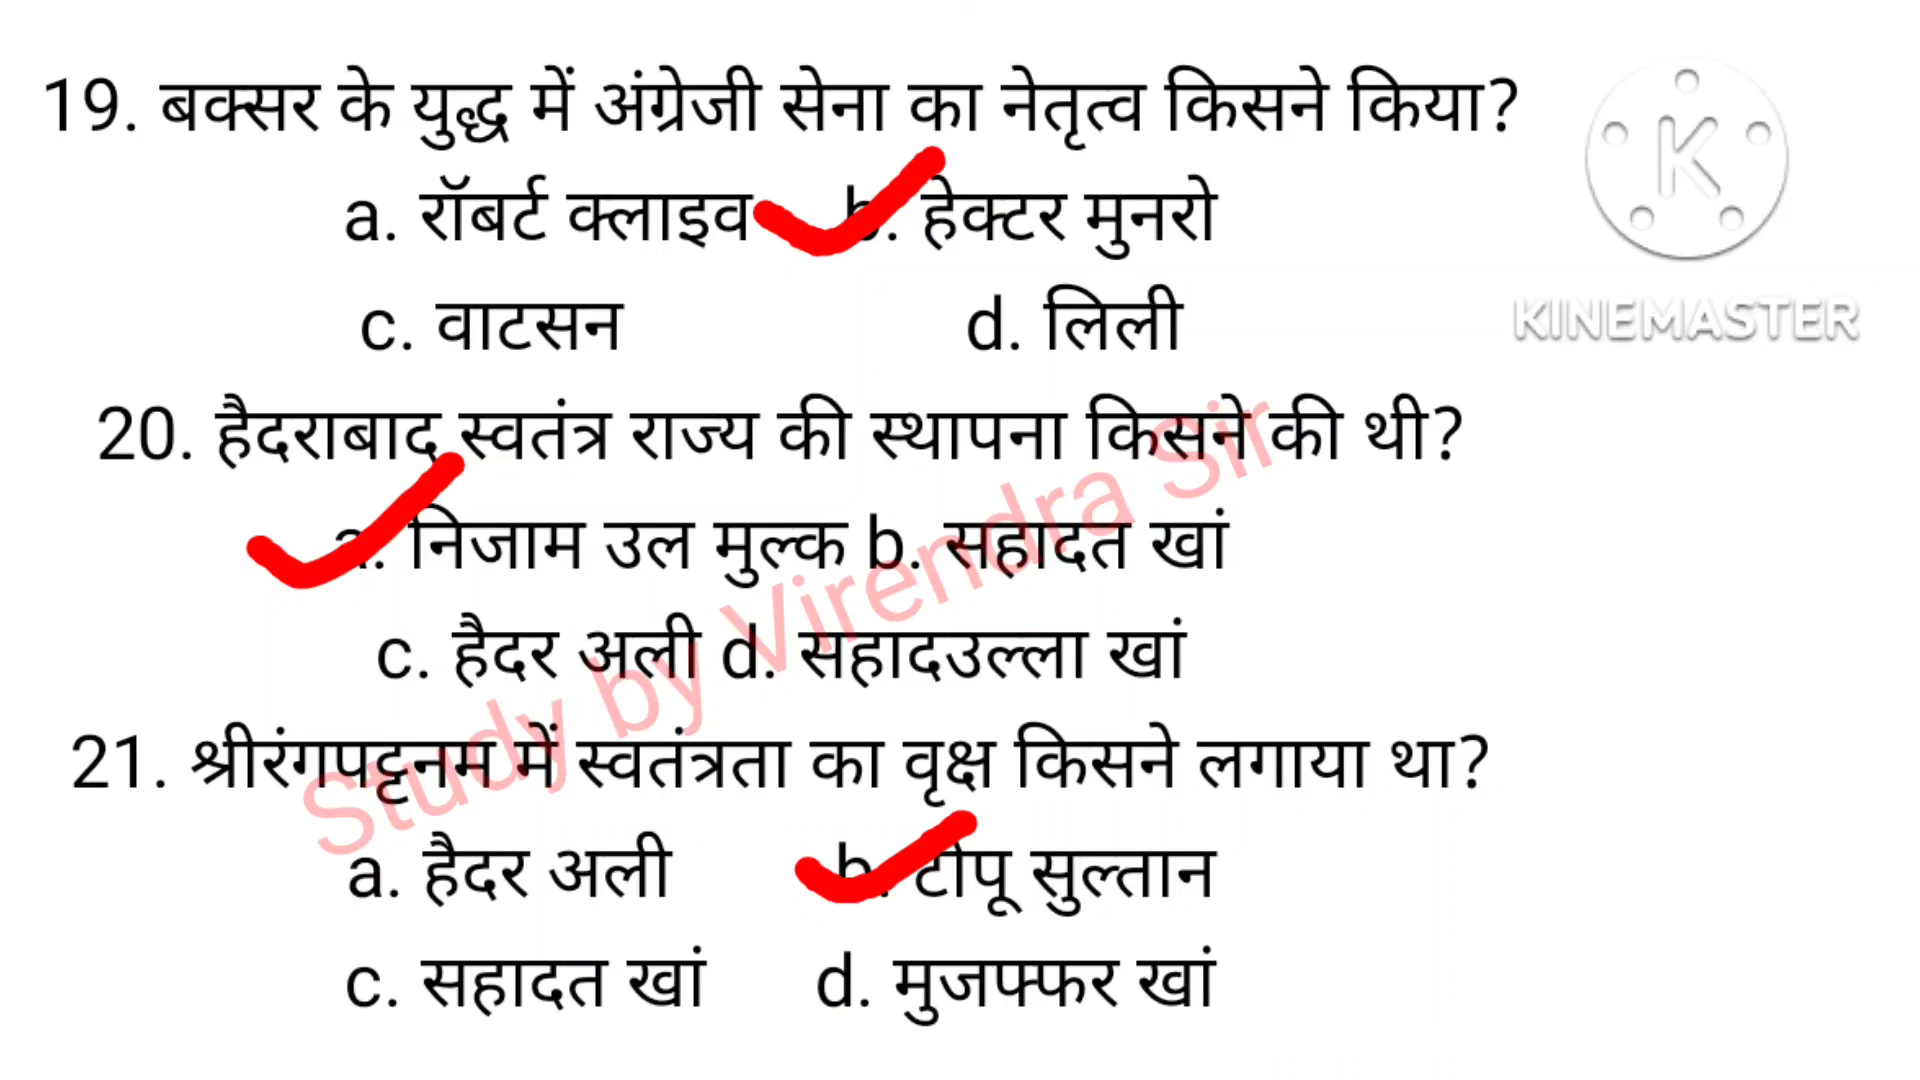 19. बक्सर के युद्ध में अंग्रेजी सेना का नेतृत्व किसने किया?
a. रॉबर्ट क्लाइव b. हेक्टर मुनरो
c. वाटसन d. लिली
KINEMASTER
20. हैदराबाद स्वतंत्र राज्य की स्थापना किसने की थी?
a. निजाम उल मुल्क b. सहादत खां
c. हैदर अली d. सहादउल्ला खां
21. श्रीरंगपट्टनम में स्वतंत्रता का वृक्ष किसने लगाया था?
a. हैदर अली b. टीपू सुल्तान
c. सहादत खां d. मुजफ्फर खां
Study by Virendra Sir